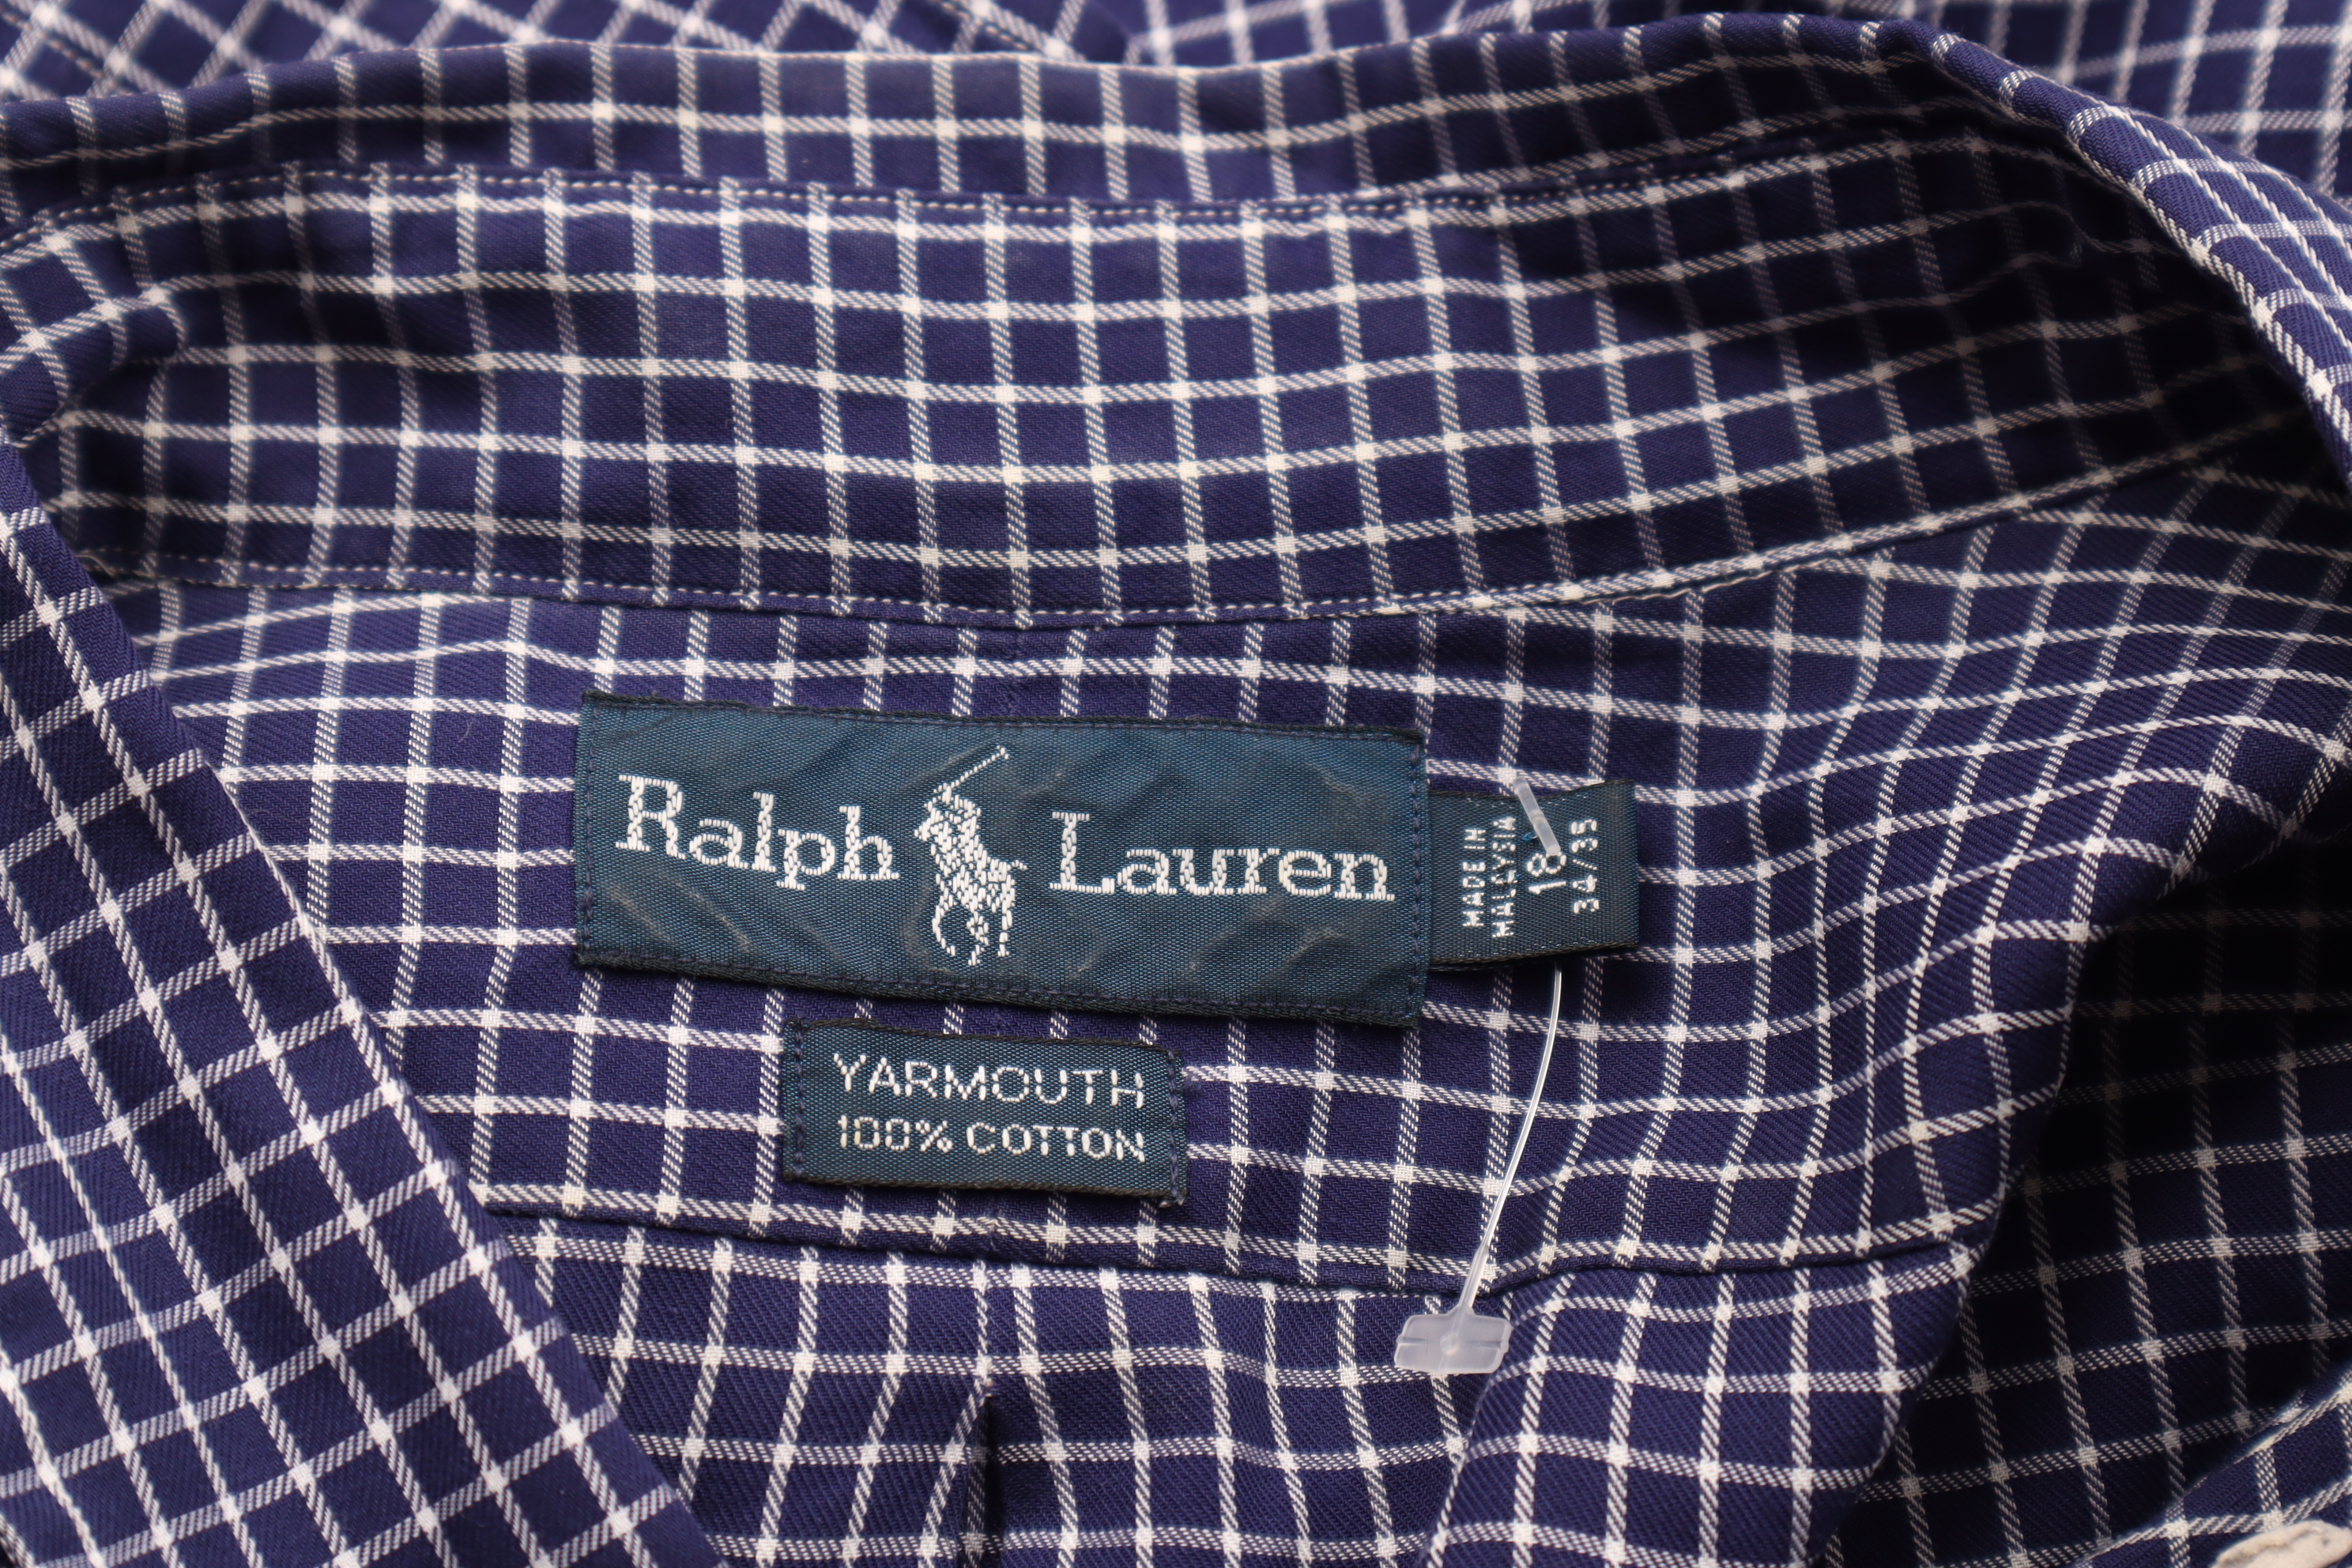 Ralph Lauren
MADE IN
MALAYSIA
18
34/35
YARMOUTH
100% COTTON